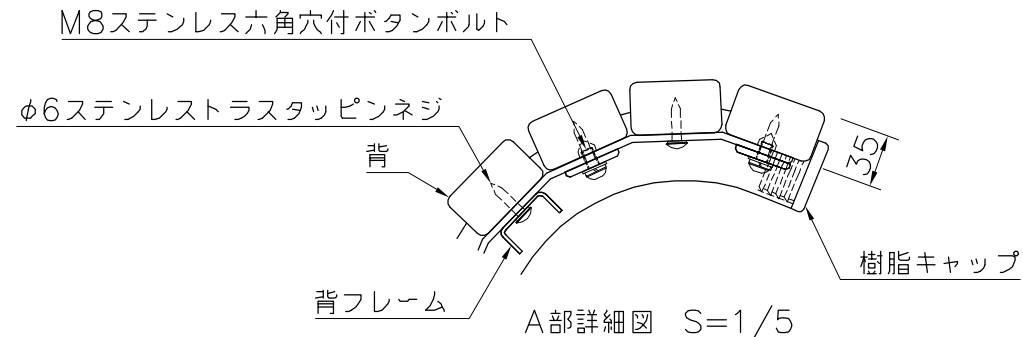 M8ステンレス六角穴付ボタンボルト
φ6ステンレストラスタッピンネジ
背
35
樹脂キャップ
背フレーム
A部詳細図 S=1/5